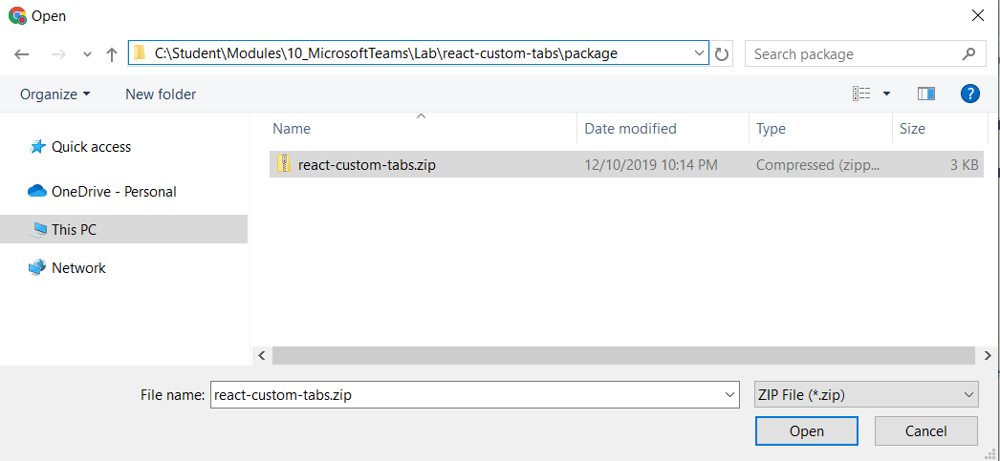 Open
C:\Student\Modules\10_MicrosoftTeams\Lab\react-custom-tabs\package
Search package
Organize
New folder
?
Name
Date modified
Type
Size
Quick access
OneDrive - Personal
This PC
Network
react-custom-tabs.zip
12/10/2019 10:14 PM
Compressed (zipp...
3 KB
File name:
react-custom-tabs.zip
ZIP File (*.zip)
Open
Cancel